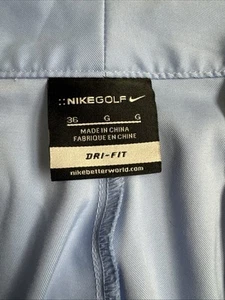 ::NIKEGOLF
36 G G
MADE IN CHINA
FABRIQUE EN CHINE
DRI-FIT
nikebetterworld.com